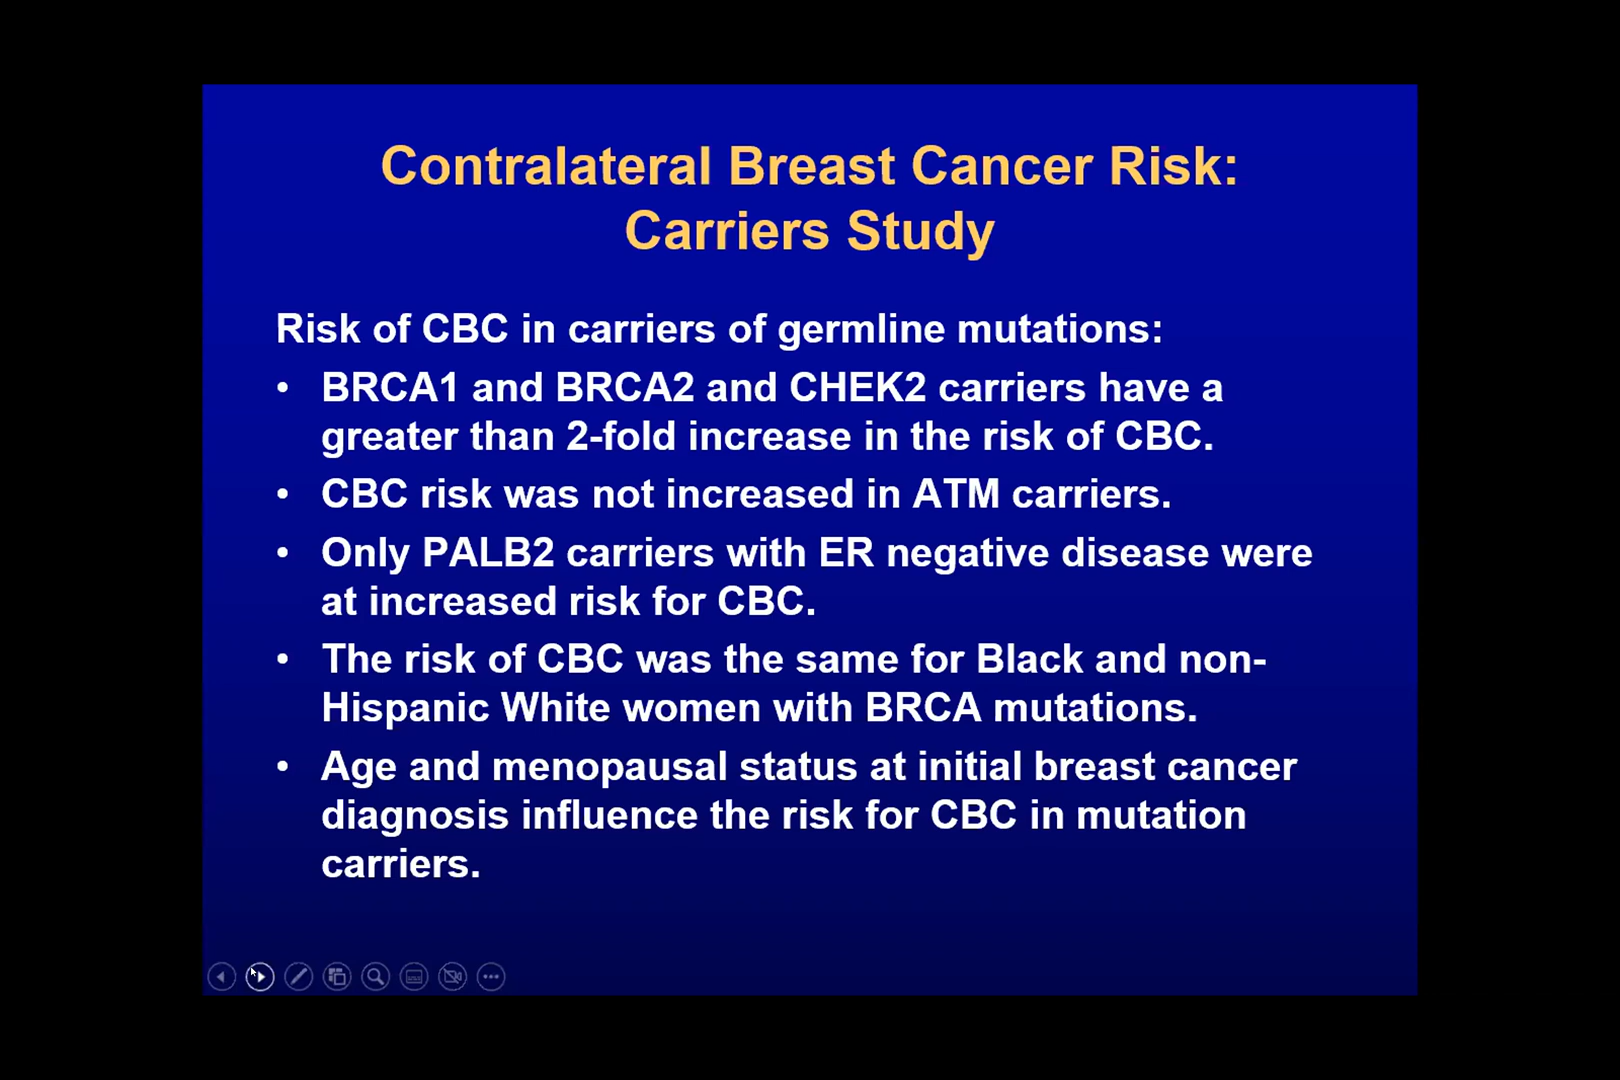 Contralateral Breast Cancer Risk:
Carriers Study
Risk of CBC in carriers of germline mutations:
• BRCA1 and BRCA2 and CHEK2 carriers have a
greater than 2-fold increase in the risk of CBC.
• CBC risk was not increased in ATM carriers.
• Only PALB2 carriers with ER negative disease were
at increased risk for CBC.
• The risk of CBC was the same for Black and non-
Hispanic White women with BRCA mutations.
• Age and menopausal status at initial breast cancer
diagnosis influence the risk for CBC in mutation
carriers.